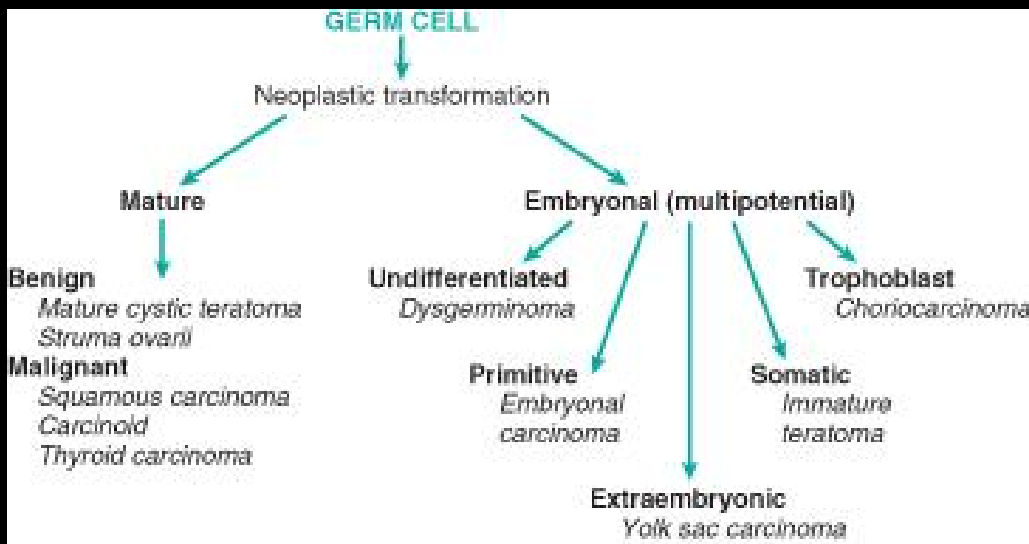 GERM CELL
Neoplastic transformation
Mature
Benign
Mature cystic teratoma
Struma ovarii
Malignant
Squamous carcinoma
Carcinoid
Thyroid carcinoma
Embryonal (multipotential)
Undifferentiated
Dysgerminoma
Primitive
Embryonal
carcinoma
Extraembryonic
Yolk sac carcinoma
Somatic
Immature
teratoma
Trophoblast
Choriocarcinoma